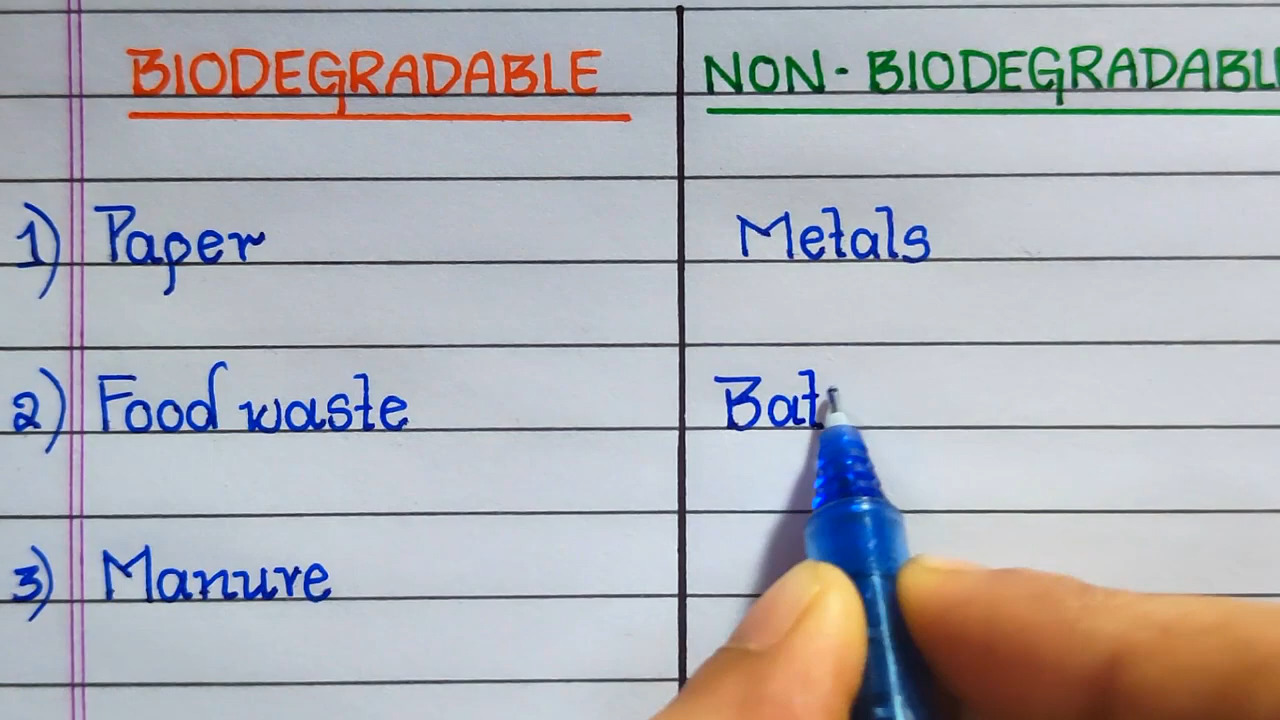 BIODEGRADABLE NON-BIODEGRADABL
1) Paper Metals
2) Food waste Bat
3) Manure